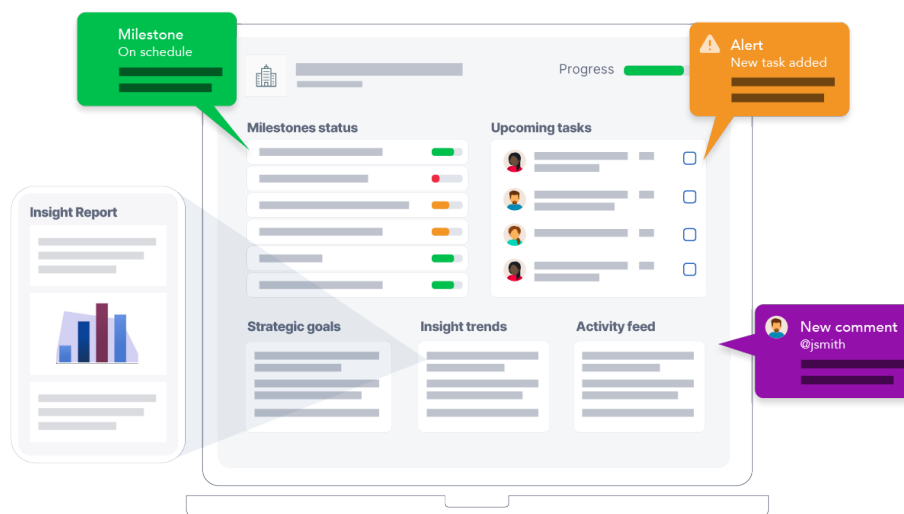 Milestone
On schedule
Alert
New task added
Progress
Milestones status
Upcoming tasks
Insight Report
Strategic goals
Insight trends
Activity feed
New comment
@jsmith